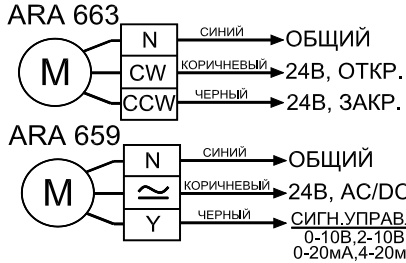 ARA 663
N СИНИЙ ОБЩИЙ
M CW КОРИЧНЕВЫЙ 24В, ОТКР.
CCW ЧЕРНЫЙ 24В, ЗАКР.
ARA 659
N СИНИЙ ОБЩИЙ
M ≃ КОРИЧНЕВЫЙ 24В, AC/DC
Y ЧЕРНЫЙ СИГН.УПРАВ.
0-10В,2-10В
0-20мА,4-20м